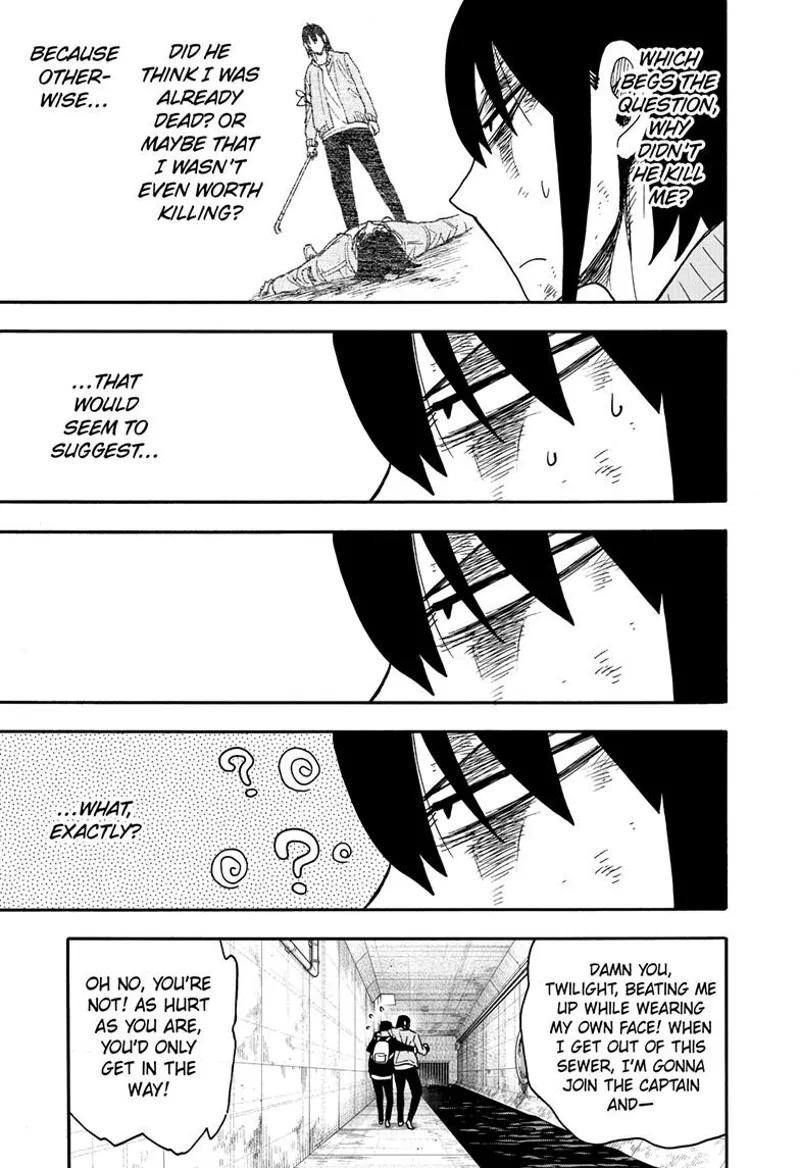 WHICH
BEGS THE
QUESTION,
WHY
DIDN'T
HE KILL
ME?
DID HE
THINK I WAS
ALREADY
DEAD? OR
MAYBE THAT
I WASN'T
EVEN WORTH
KILLING?
BECAUSE
OTHER-
WISE...
...THAT
WOULD
SEEM TO
SUGGEST...
...WHAT,
EXACTLY?
? ?
DAMN YOU,
TWILIGHT, BEATING ME
UP WHILE WEARING
MY OWN FACE! WHEN
I GET OUT OF THIS
SEWER, I'M GONNA
JOIN THE CAPTAIN
AND—
OH NO, YOU'RE
NOT! AS HURT
AS YOU ARE,
YOU'D ONLY
GET IN THE
WAY!